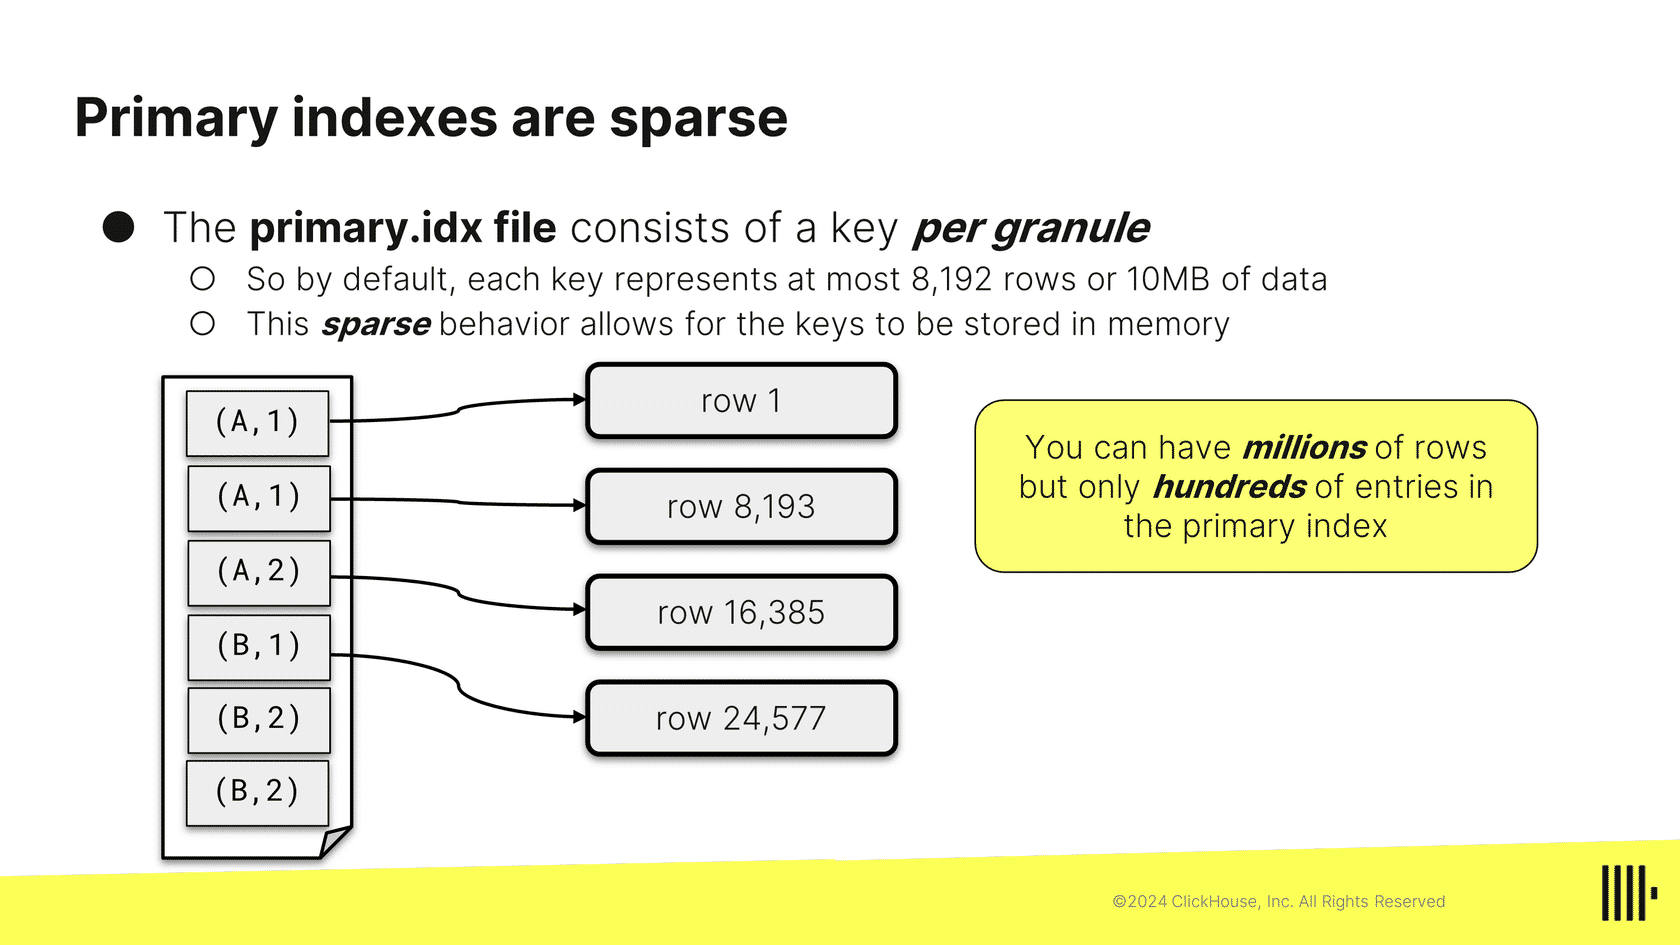 Primary indexes are sparse
The primary.idx file consists of a key per granule
So by default, each key represents at most 8,192 rows or 10MB of data
This sparse behavior allows for the keys to be stored in memory
(A,1)
(A,1)
(A,2)
(B,1)
(B,2)
(B,2)
row 1
row 8,193
row 16,385
row 24,577
You can have millions of rows
but only hundreds of entries in
the primary index
©2024 ClickHouse, Inc. All Rights Reserved